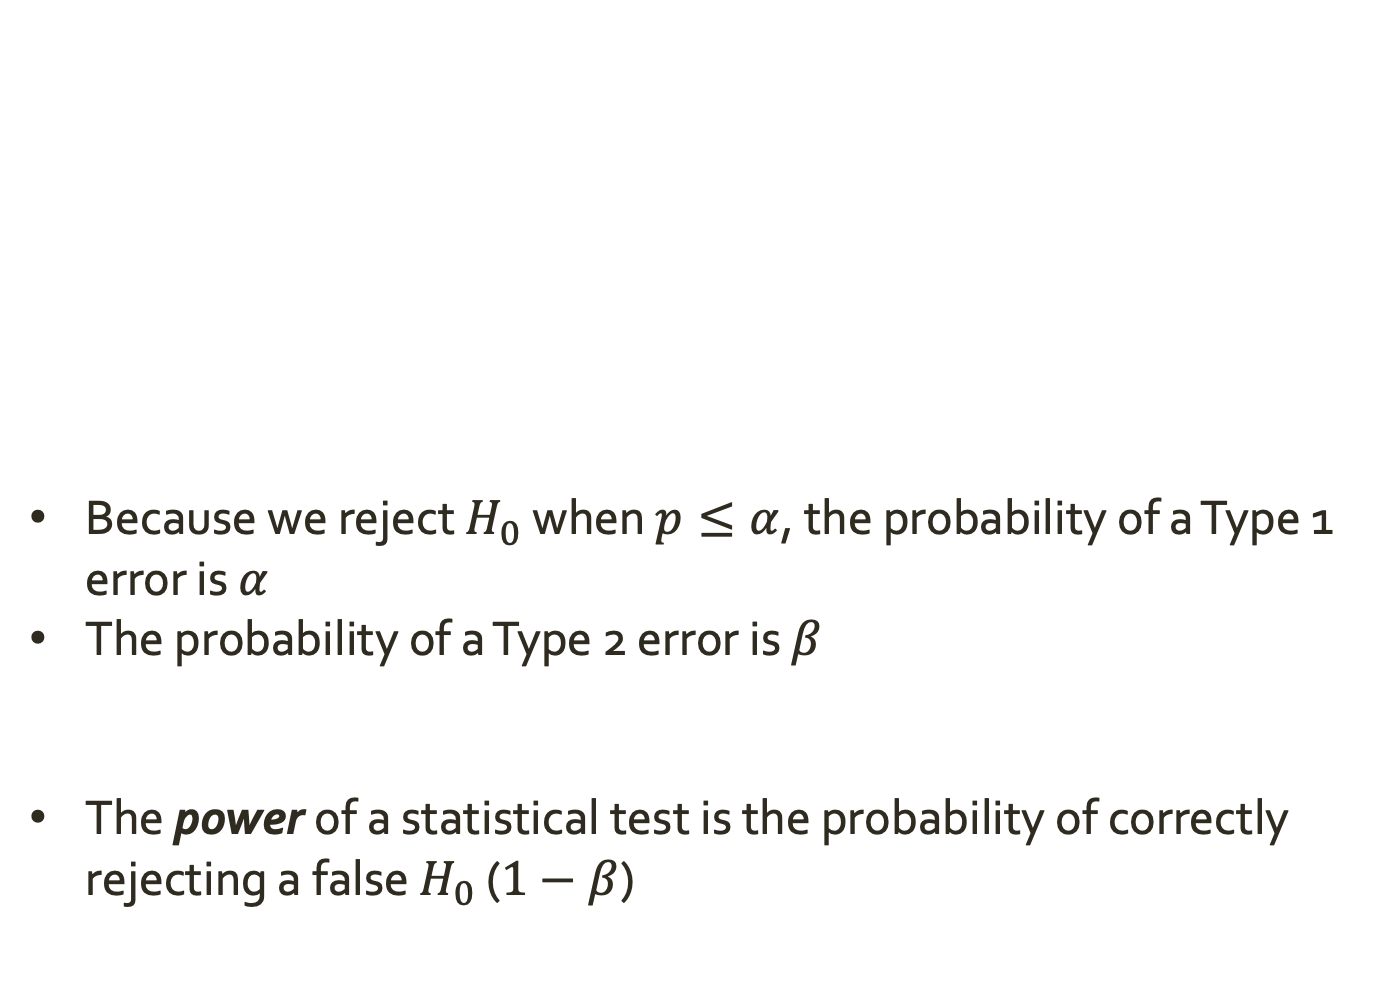 • Because we reject H₀ when p ≤ α, the probability of a Type 1
error is α
• The probability of a Type 2 error is β
• The power of a statistical test is the probability of correctly
rejecting a false H₀ (1 − β)